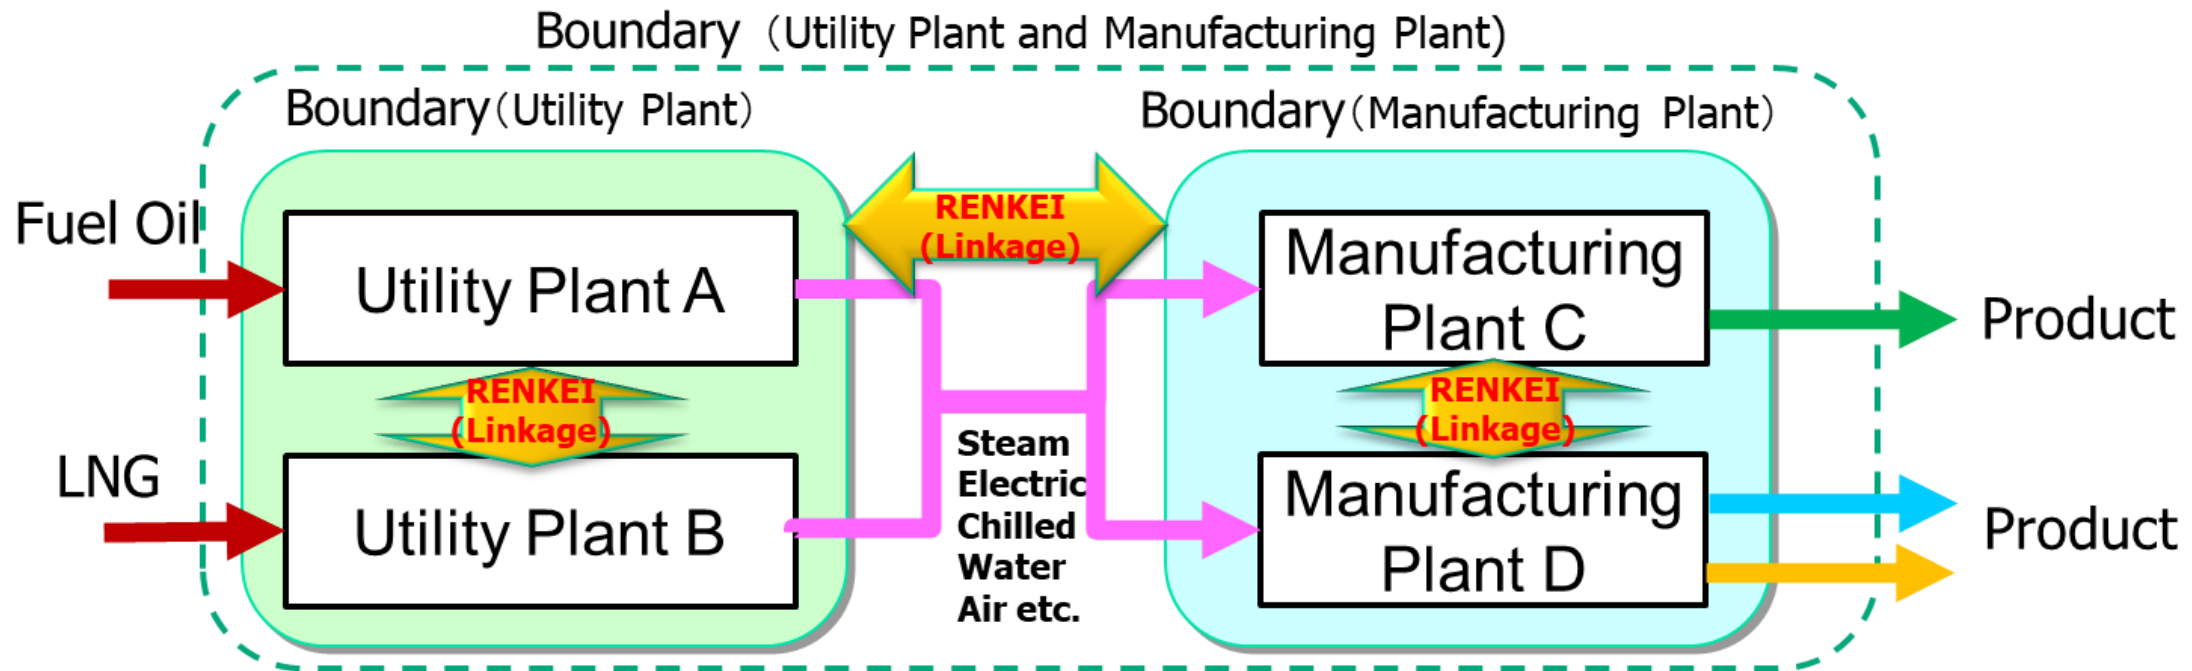 Boundary（Utility Plant and Manufacturing Plant)
Boundary（Utility Plant）
Boundary（Manufacturing Plant）
Fuel Oil
Utility Plant A
RENKEI
(Linkage)
Manufacturing
Plant C
Product
RENKEI
(Linkage)
RENKEI
(Linkage)
LNG
Utility Plant B
Steam
Electric
Chilled
Water
Air etc.
Manufacturing
Plant D
Product